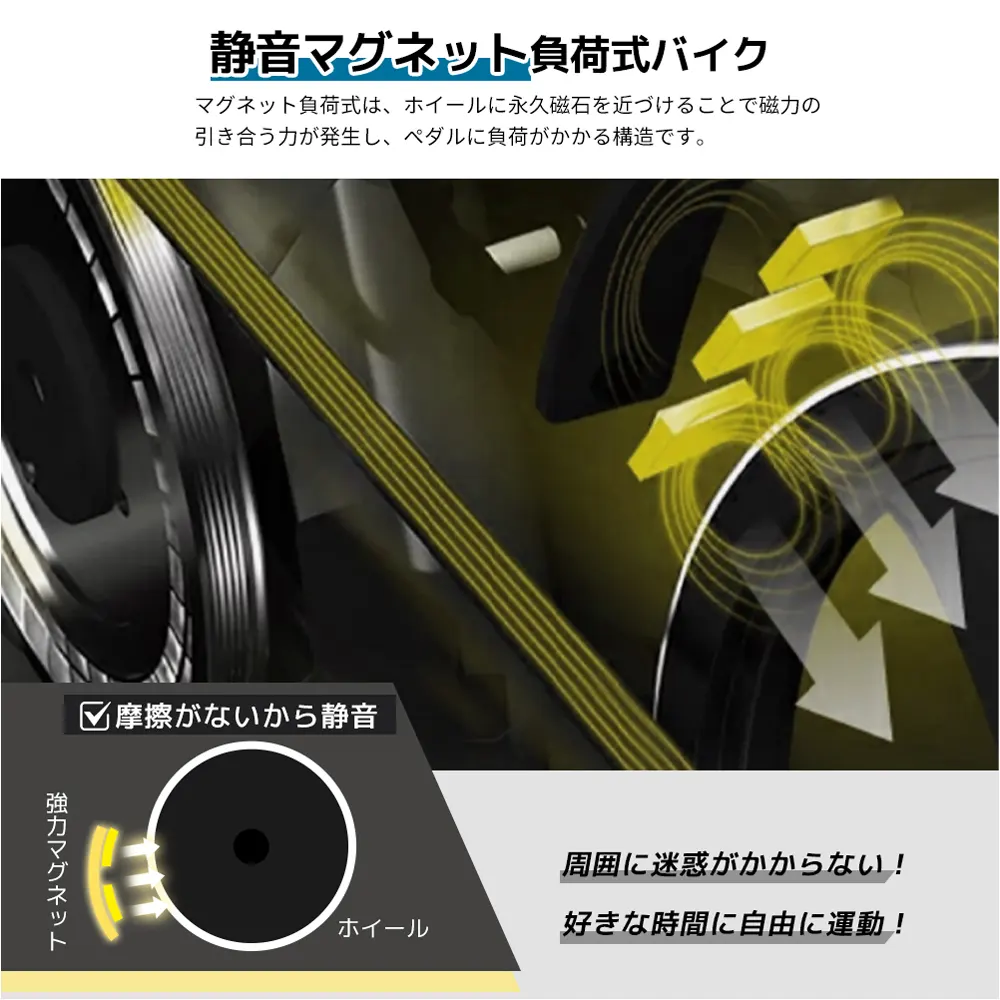 静音マグネット負荷式バイク
マグネット負荷式は、ホイールに永久磁石を近づけることで磁力の
引き合う力が発生し、ペダルに負荷がかかる構造です。
摩擦がないから静音
強力マグネット
ホイール
周囲に迷惑がかからない！
好きな時間に自由に運動！